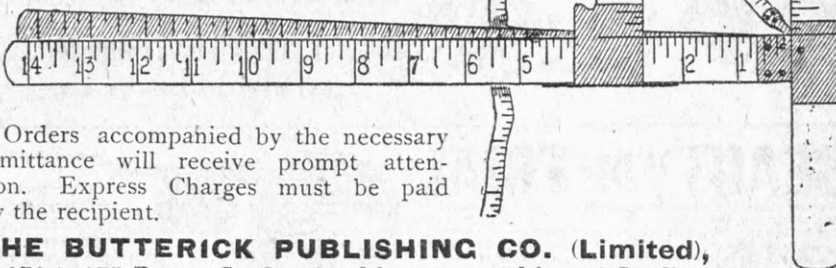 14 13 12 11 10 9 8 7 6 5 2 1
Orders accompanied by the necessary
mittance will receive prompt atten-
on. Express Charges must be paid
the recipient.
HE BUTTERICK PUBLISHING CO. (Limited),